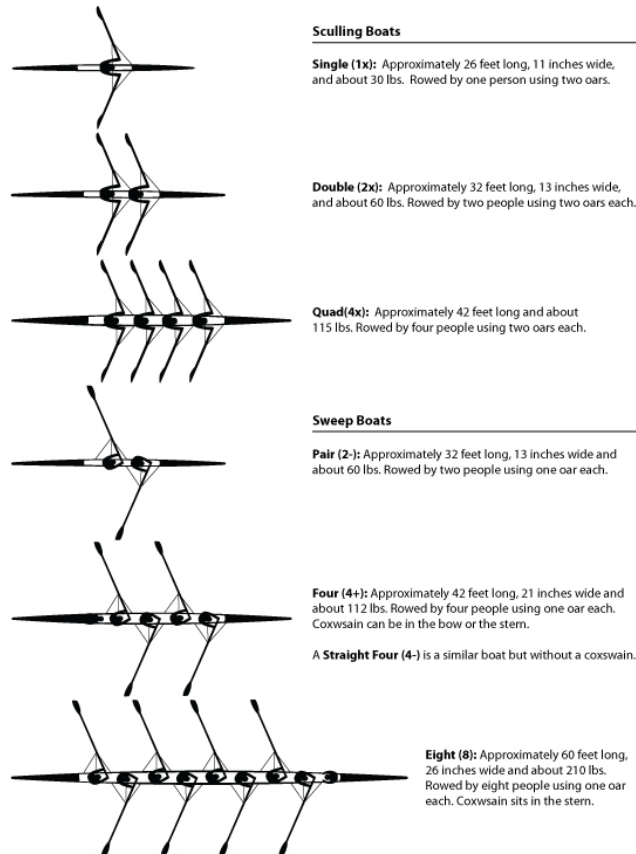 Sculling Boats
Single (1x): Approximately 26 feet long, 11 inches wide,
and about 30 lbs. Rowed by one person using two oars.
Double (2x): Approximately 32 feet long, 13 inches wide,
and about 60 lbs. Rowed by two people using two oars each.
Quad(4x): Approximately 42 feet long and about
115 lbs. Rowed by four people using two oars each.
Sweep Boats
Pair (2-): Approximately 32 feet long, 13 inches wide and
about 60 lbs. Rowed by two people using one oar each.
Four (4+): Approximately 42 feet long, 21 inches wide and
about 112 lbs. Rowed by four people using one oar each.
Coxwsain can be in the bow or the stern.
A Straight Four (4-) is a similar boat but without a coxswain.
Eight (8): Approximately 60 feet long,
26 inches wide and about 210 lbs.
Rowed by eight people using one oar
each. Coxwsain sits in the stern.